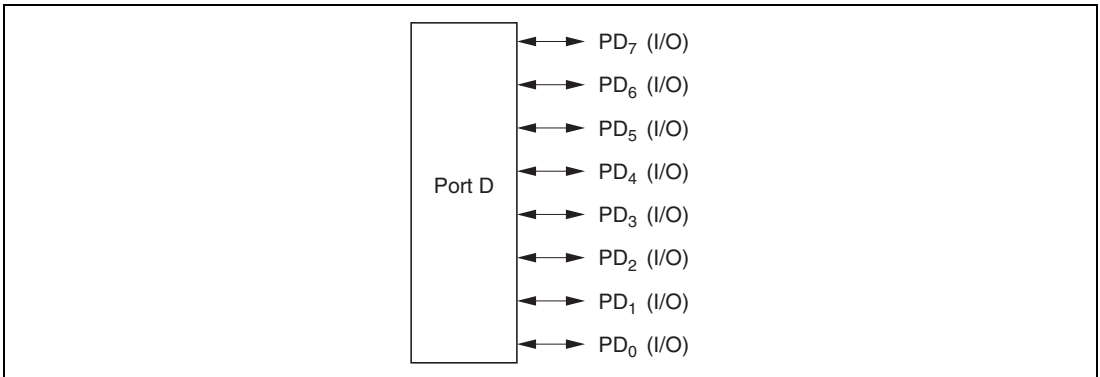 Port D
PD₇ (I/O)
PD₆ (I/O)
PD₅ (I/O)
PD₄ (I/O)
PD₃ (I/O)
PD₂ (I/O)
PD₁ (I/O)
PD₀ (I/O)